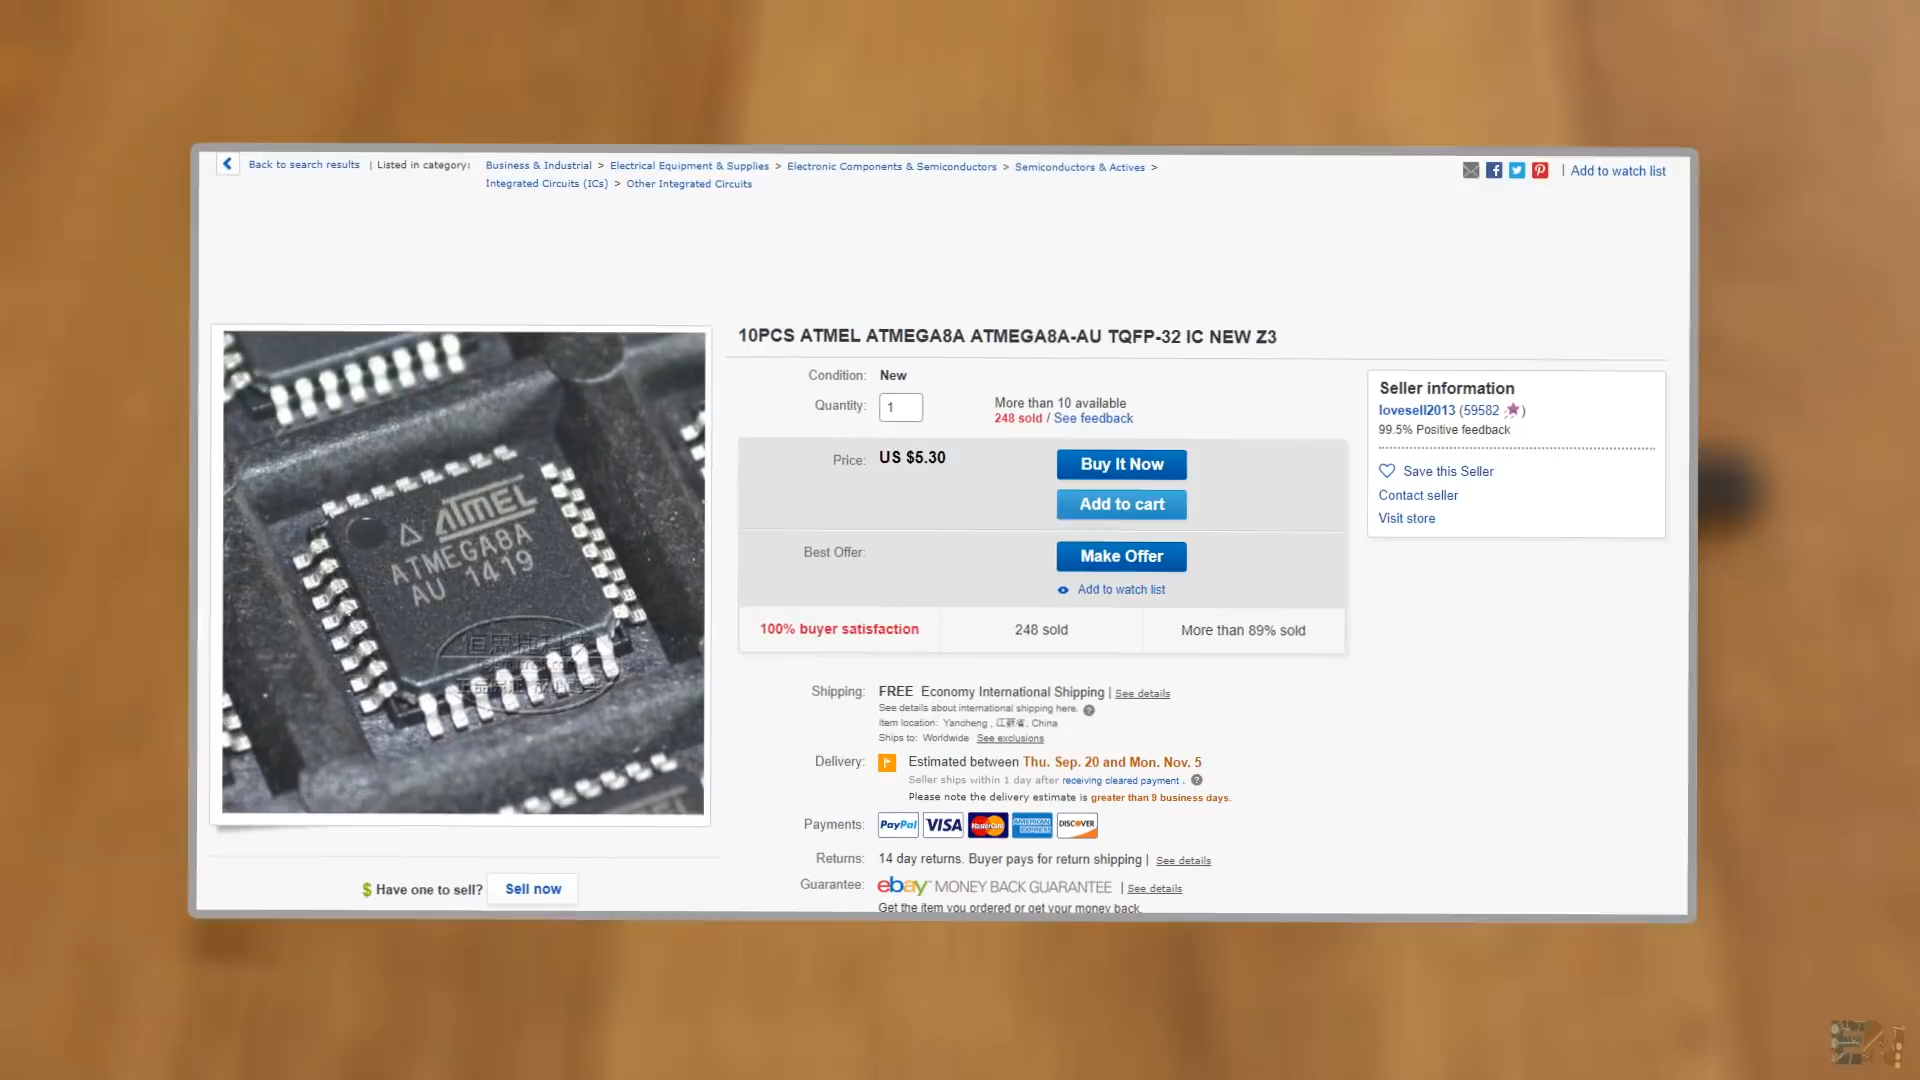 Back to search results | Listed in category: Business & Industrial > Electrical Equipment & Supplies > Electronic Components & Semiconductors > Semiconductors & Actives >
Integrated Circuits (ICs) > Other Integrated Circuits
| Add to watch list
10PCS ATMEL ATMEGA8A ATMEGA8A-AU TQFP-32 IC NEW Z3
Condition: New
Quantity: 1
More than 10 available
248 sold / See feedback
Price: US $5.30
Buy It Now
Add to cart
Best Offer:
Make Offer
Add to watch list
100% buyer satisfaction
248 sold
More than 89% sold
Shipping: FREE Economy International Shipping | See details
See details about international shipping here.
Item location: Yancheng , 江苏省, China
Ships to: Worldwide See exclusions
Delivery: Estimated between Thu. Sep. 20 and Mon. Nov. 5
Seller ships within 1 day after receiving cleared payment .
Please note the delivery estimate is greater than 9 business days.
Payments: PayPal VISA MasterCard AMERICAN EXPRESS DISCOVER
Returns: 14 day returns. Buyer pays for return shipping | See details
Guarantee: ebay MONEY BACK GUARANTEE | See details
Get the item you ordered or get your money back.
Seller information
lovesell2013 (59582 )
99.5% Positive feedback
Save this Seller
Contact seller
Visit store
ATMEL
ATMEGA8A
AU 1419
$ Have one to sell? Sell now